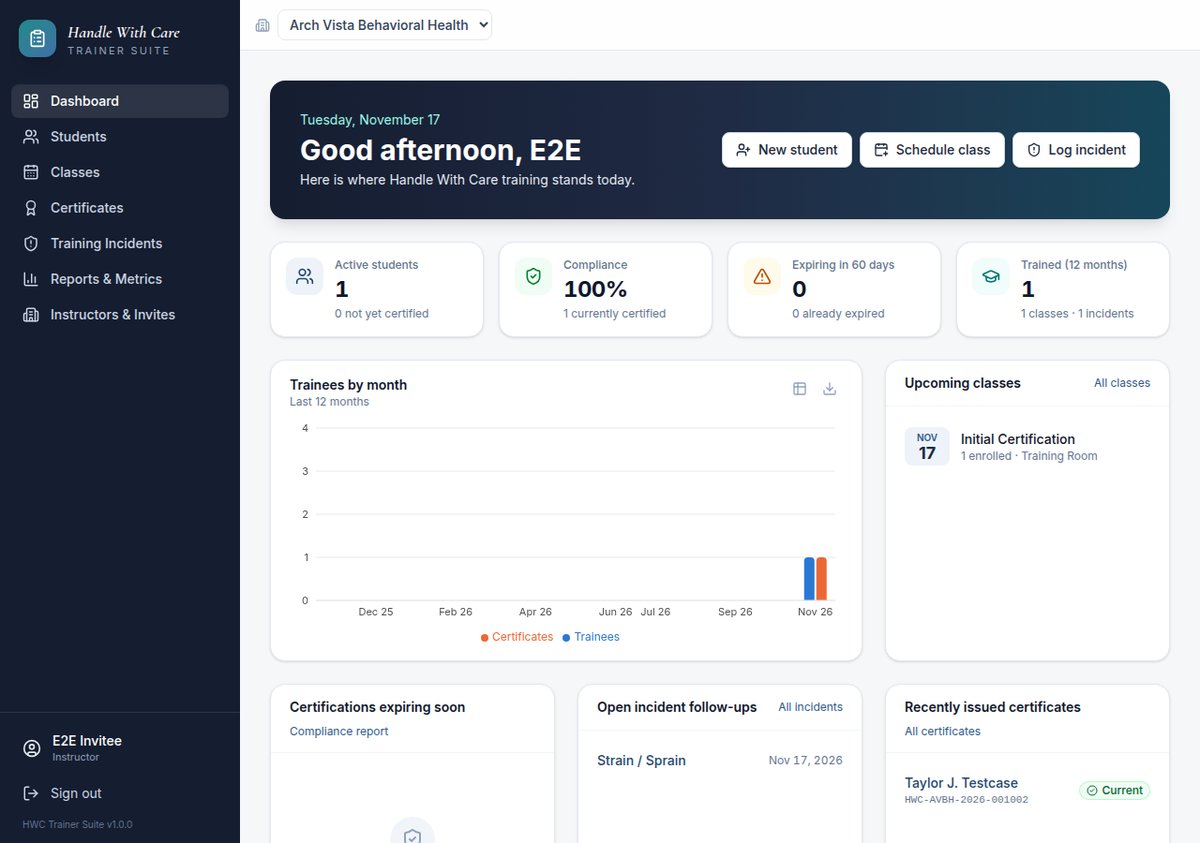 Handle With Care
TRAINER SUITE
Dashboard
Students
Classes
Certificates
Training Incidents
Reports & Metrics
Instructors & Invites
E2E Invitee
Instructor
Sign out
HWC Trainer Suite v1.0.0
Arch Vista Behavioral Health
Tuesday, November 17
Good afternoon, E2E
Here is where Handle With Care training stands today.
New student
Schedule class
Log incident
Active students
1
0 not yet certified
Compliance
100%
1 currently certified
Expiring in 60 days
0
0 already expired
Trained (12 months)
1
1 classes · 1 incidents
Trainees by month
Last 12 months
4
3
2
1
0
Dec 25 Feb 26 Apr 26 Jun 26 Jul 26 Sep 26 Nov 26
Certificates Trainees
Upcoming classes All classes
NOV
17
Initial Certification
1 enrolled · Training Room
Certifications expiring soon
Compliance report
Open incident follow-ups All incidents
Strain / Sprain Nov 17, 2026
Recently issued certificates
All certificates
Taylor J. Testcase
HWC-AVBH-2026-001002
Current